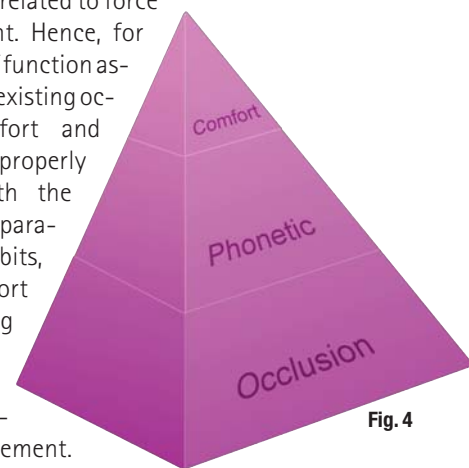 related to force
nt. Hence, for
function as-
existing oc-
fort and
properly
th the
para-
bits,
ort
g
-
ement.
Comfort
Phonetic
Occlusion
Fig. 4